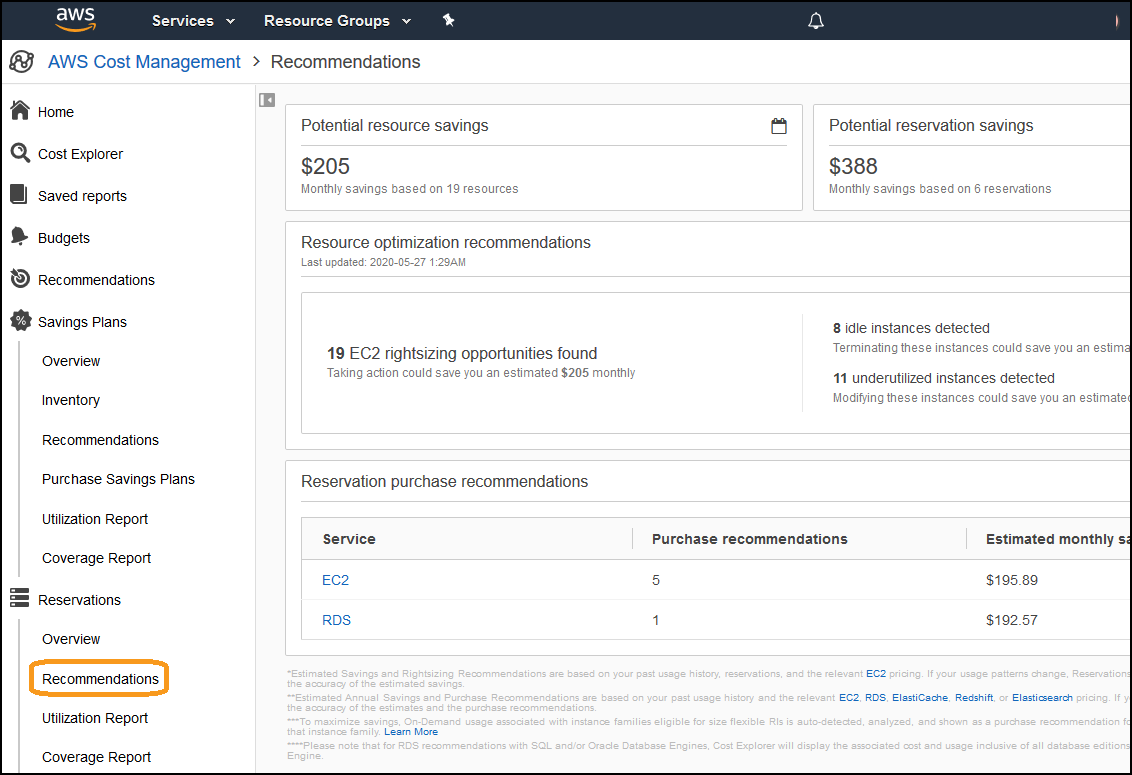 aws Services Resource Groups
AWS Cost Management > Recommendations
Home
Cost Explorer
Saved reports
Budgets
Recommendations
% Savings Plans
Overview
Inventory
Recommendations
Purchase Savings Plans
Utilization Report
Coverage Report
Reservations
Overview
Recommendations
Utilization Report
Coverage Report
Potential resource savings
$205
Monthly savings based on 19 resources
Potential reservation savings
$388
Monthly savings based on 6 reservations
Resource optimization recommendations
Last updated: 2020-05-27 1:29AM
19 EC2 rightsizing opportunities found
Taking action could save you an estimated $205 monthly
8 idle instances detected
Terminating these instances could save you an estima
11 underutilized instances detected
Modifying these instances could save you an estimated
Reservation purchase recommendations
Service Purchase recommendations Estimated monthly sa
EC2 5 $195.89
RDS 1 $192.57
*Estimated Savings and Rightsizing Recommendations are based on your past usage history, reservations, and the relevant EC2 pricing. If your usage patterns change, Reservations
the accuracy of the estimated savings.
**Estimated Annual Savings and Purchase Recommendations are based on your past usage history and the relevant EC2, RDS, ElastiCache, Redshift, or Elasticsearch pricing. If y
the accuracy of the estimates and the purchase recommendations.
***To maximize savings, On-Demand usage associated with instance families eligible for size flexible RIs is auto-detected, analyzed, and shown as a purchase recommendation fo
that instance family. Learn More
****Please note that for RDS recommendations with SQL and/or Oracle Database Engines, Cost Explorer will display the associated cost and usage inclusive of all database editions
Engine.